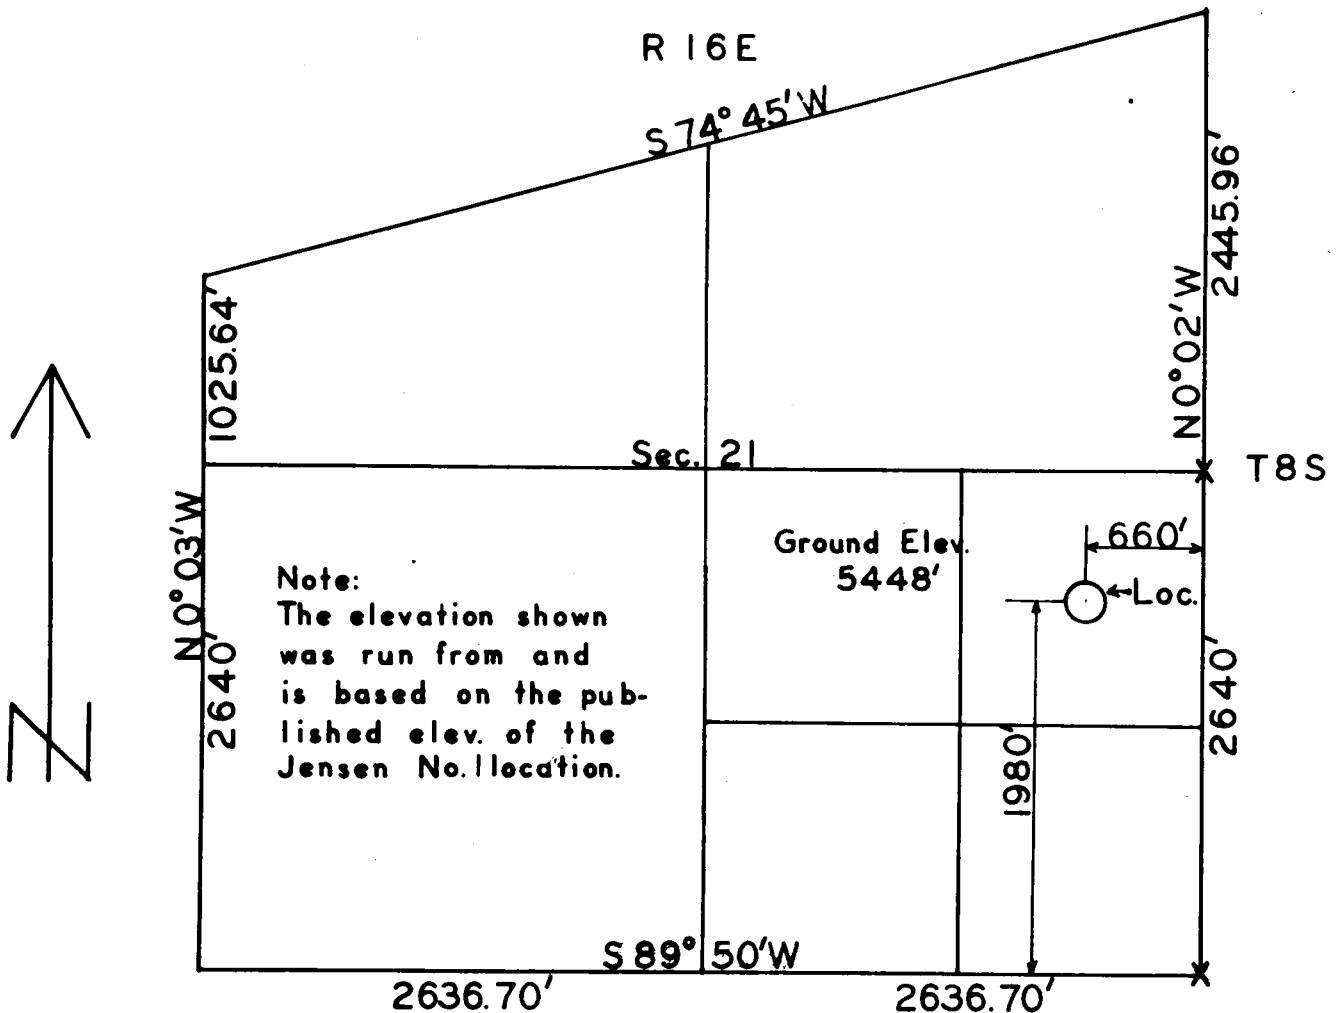 R 16E
S 74° 45' W
2445.96'
N 0° 02' W
1025.64'
Sec. 21
T8S
N 0° 03' W
2640'
660'
Ground Elev.
5448'
Loc.
Note:
The elevation shown
was run from and
is based on the pub-
lished elev. of the
Jensen No. 1 location.
2640'
1980'
N
S 89° 50' W
2636.70'
2636.70'